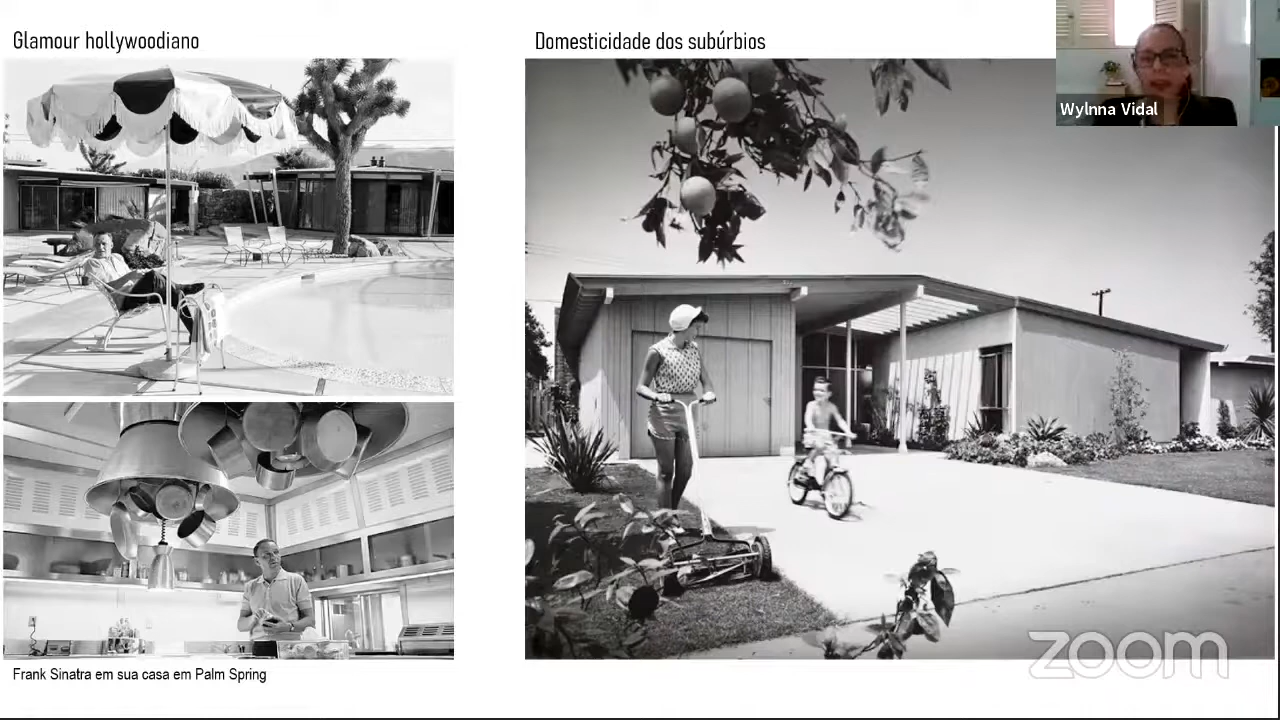 Glamour hollywoodiano
Domesticidade dos subúrbios
Wylnna Vidal
Frank Sinatra em sua casa em Palm Spring
zoom